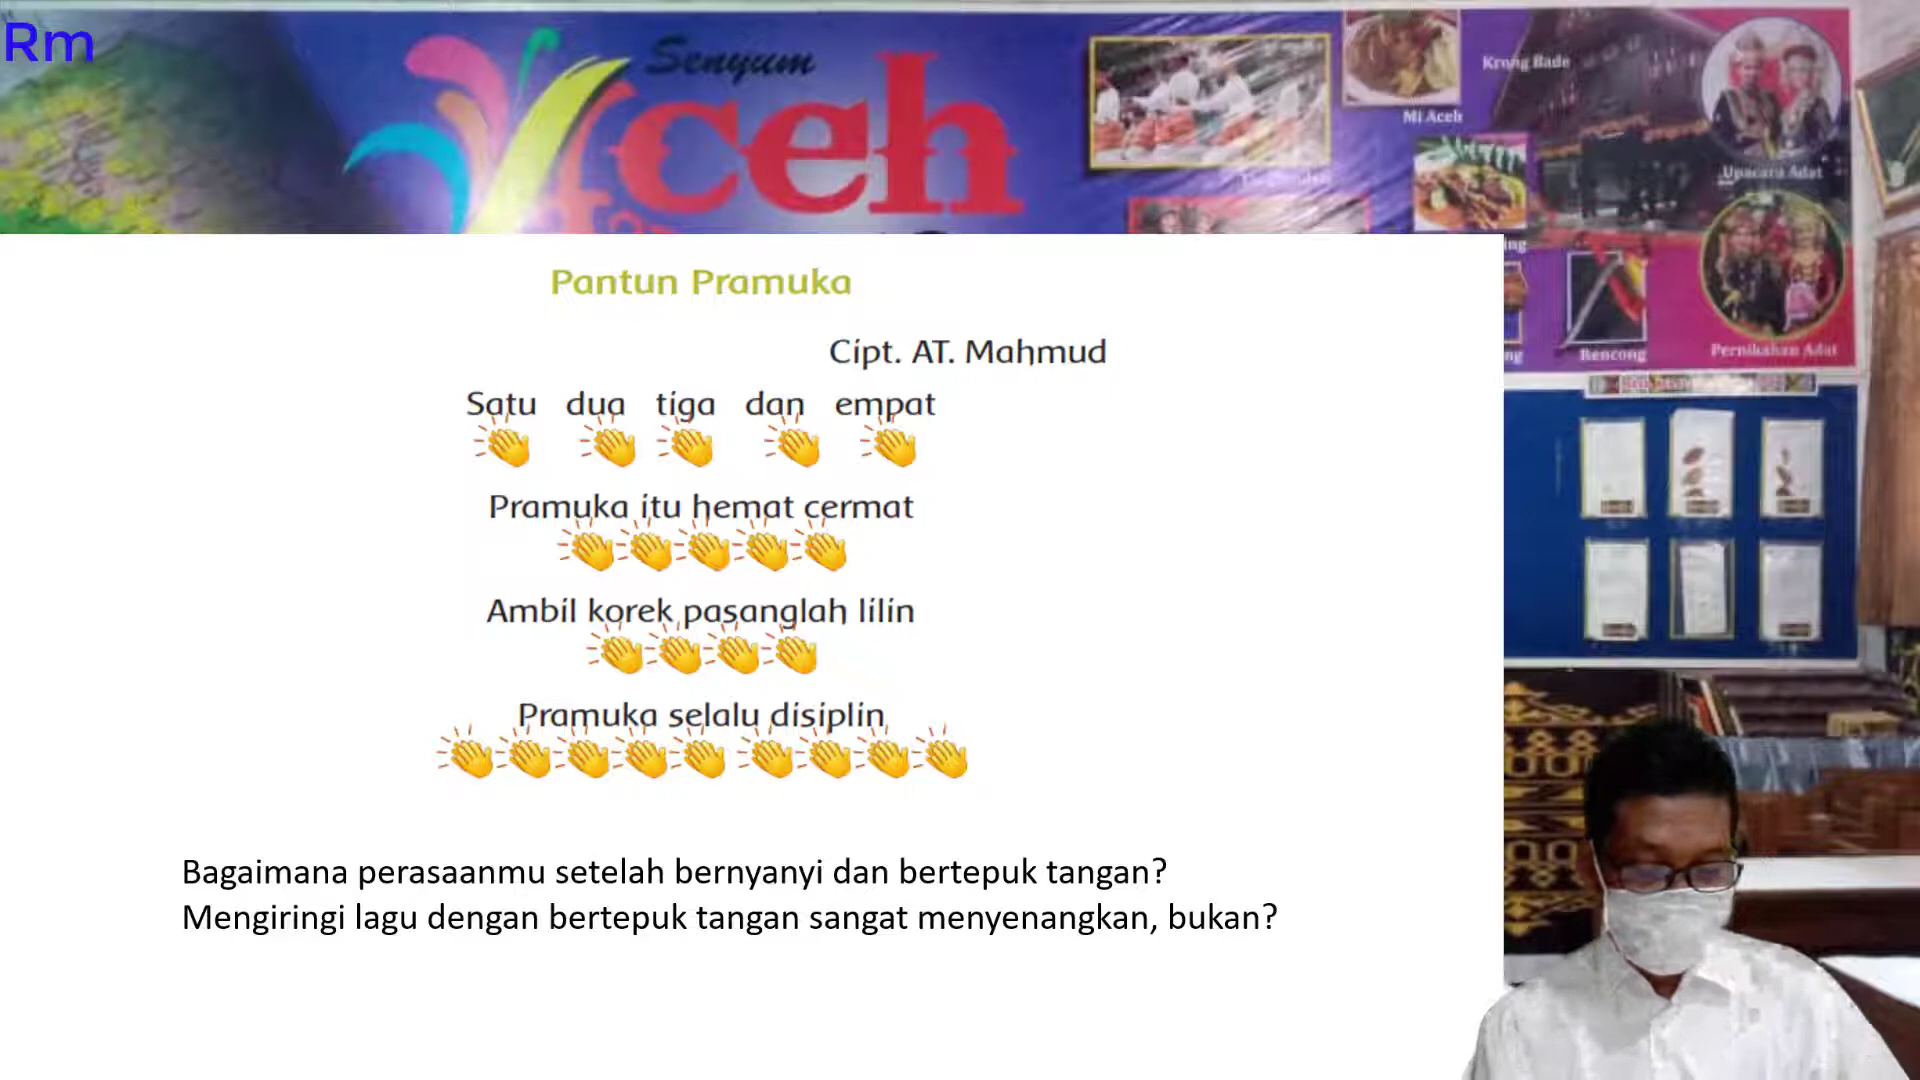 Rm
Senyum
Aceh
Mi Aceh
Krong Bade
Upacara Adat
Rencong
Pernikahan Adat
Pantun Pramuka
Cipt. AT. Mahmud
Satu dua tiga dan empat
Pramuka itu hemat cermat
Ambil korek pasanglah lilin
Pramuka selalu disiplin
Bagaimana perasaanmu setelah bernyanyi dan bertepuk tangan?
Mengiringi lagu dengan bertepuk tangan sangat menyenangkan, bukan?